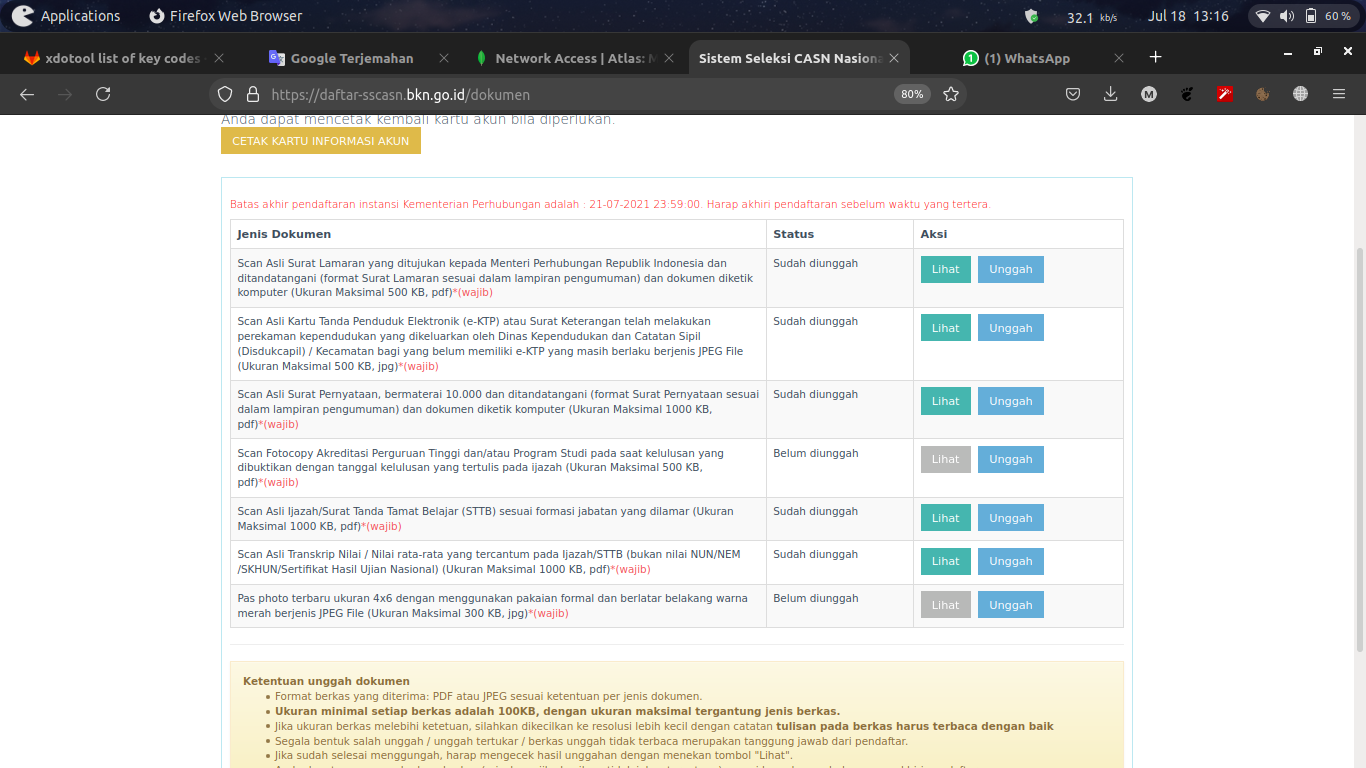 Applications
Firefox Web Browser
32.1 kb/s
Jul 18 13:16
60 %
xdotool list of key codes
Google Terjemahan
Network Access | Atlas: M
Sistem Seleksi CASN Nasiona
(1) WhatsApp
https://daftar-sscasn.bkn.go.id/dokumen
80%
Anda dapat mencetak kembali kartu akun bila diperlukan.
CETAK KARTU INFORMASI AKUN
Batas akhir pendaftaran instansi Kementerian Perhubungan adalah : 21-07-2021 23:59:00. Harap akhiri pendaftaran sebelum waktu yang tertera.
Jenis Dokumen Status Aksi
Scan Asli Surat Lamaran yang ditujukan kepada Menteri Perhubungan Republik Indonesia dan
ditandatangani (format Surat Lamaran sesuai dalam lampiran pengumuman) dan dokumen diketik
komputer (Ukuran Maksimal 500 KB, pdf)*(wajib)
Sudah diunggah
Lihat Unggah
Scan Asli Kartu Tanda Penduduk Elektronik (e-KTP) atau Surat Keterangan telah melakukan
perekaman kependudukan yang dikeluarkan oleh Dinas Kependudukan dan Catatan Sipil
(Disdukcapil) / Kecamatan bagi yang belum memiliki e-KTP yang masih berlaku berjenis JPEG File
(Ukuran Maksimal 500 KB, jpg)*(wajib)
Sudah diunggah
Lihat Unggah
Scan Asli Surat Pernyataan, bermaterai 10.000 dan ditandatangani (format Surat Pernyataan sesuai
dalam lampiran pengumuman) dan dokumen diketik komputer (Ukuran Maksimal 1000 KB,
pdf)*(wajib)
Sudah diunggah
Lihat Unggah
Scan Fotocopy Akreditasi Perguruan Tinggi dan/atau Program Studi pada saat kelulusan yang
dibuktikan dengan tanggal kelulusan yang tertulis pada ijazah (Ukuran Maksimal 500 KB,
pdf)*(wajib)
Belum diunggah
Lihat Unggah
Scan Asli Ijazah/Surat Tanda Tamat Belajar (STTB) sesuai formasi jabatan yang dilamar (Ukuran
Maksimal 1000 KB, pdf)*(wajib)
Sudah diunggah
Lihat Unggah
Scan Asli Transkrip Nilai / Nilai rata-rata yang tercantum pada Ijazah/STTB (bukan nilai NUN/NEM
/SKHUN/Sertifikat Hasil Ujian Nasional) (Ukuran Maksimal 1000 KB, pdf)*(wajib)
Sudah diunggah
Lihat Unggah
Pas photo terbaru ukuran 4x6 dengan menggunakan pakaian formal dan berlatar belakang warna
merah berjenis JPEG File (Ukuran Maksimal 300 KB, jpg)*(wajib)
Belum diunggah
Lihat Unggah
Ketentuan unggah dokumen
Format berkas yang diterima: PDF atau JPEG sesuai ketentuan per jenis dokumen.
Ukuran minimal setiap berkas adalah 100KB, dengan ukuran maksimal tergantung jenis berkas.
Jika ukuran berkas melebihi ketetuan, silahkan dikecilkan ke resolusi lebih kecil dengan catatan tulisan pada berkas harus terbaca dengan baik
Segala bentuk salah unggah / unggah tertukar / berkas unggah tidak terbaca merupakan tanggung jawab dari pendaftar.
Jika sudah selesai menggungah, harap mengecek hasil unggahan dengan menekan tombol "Lihat".